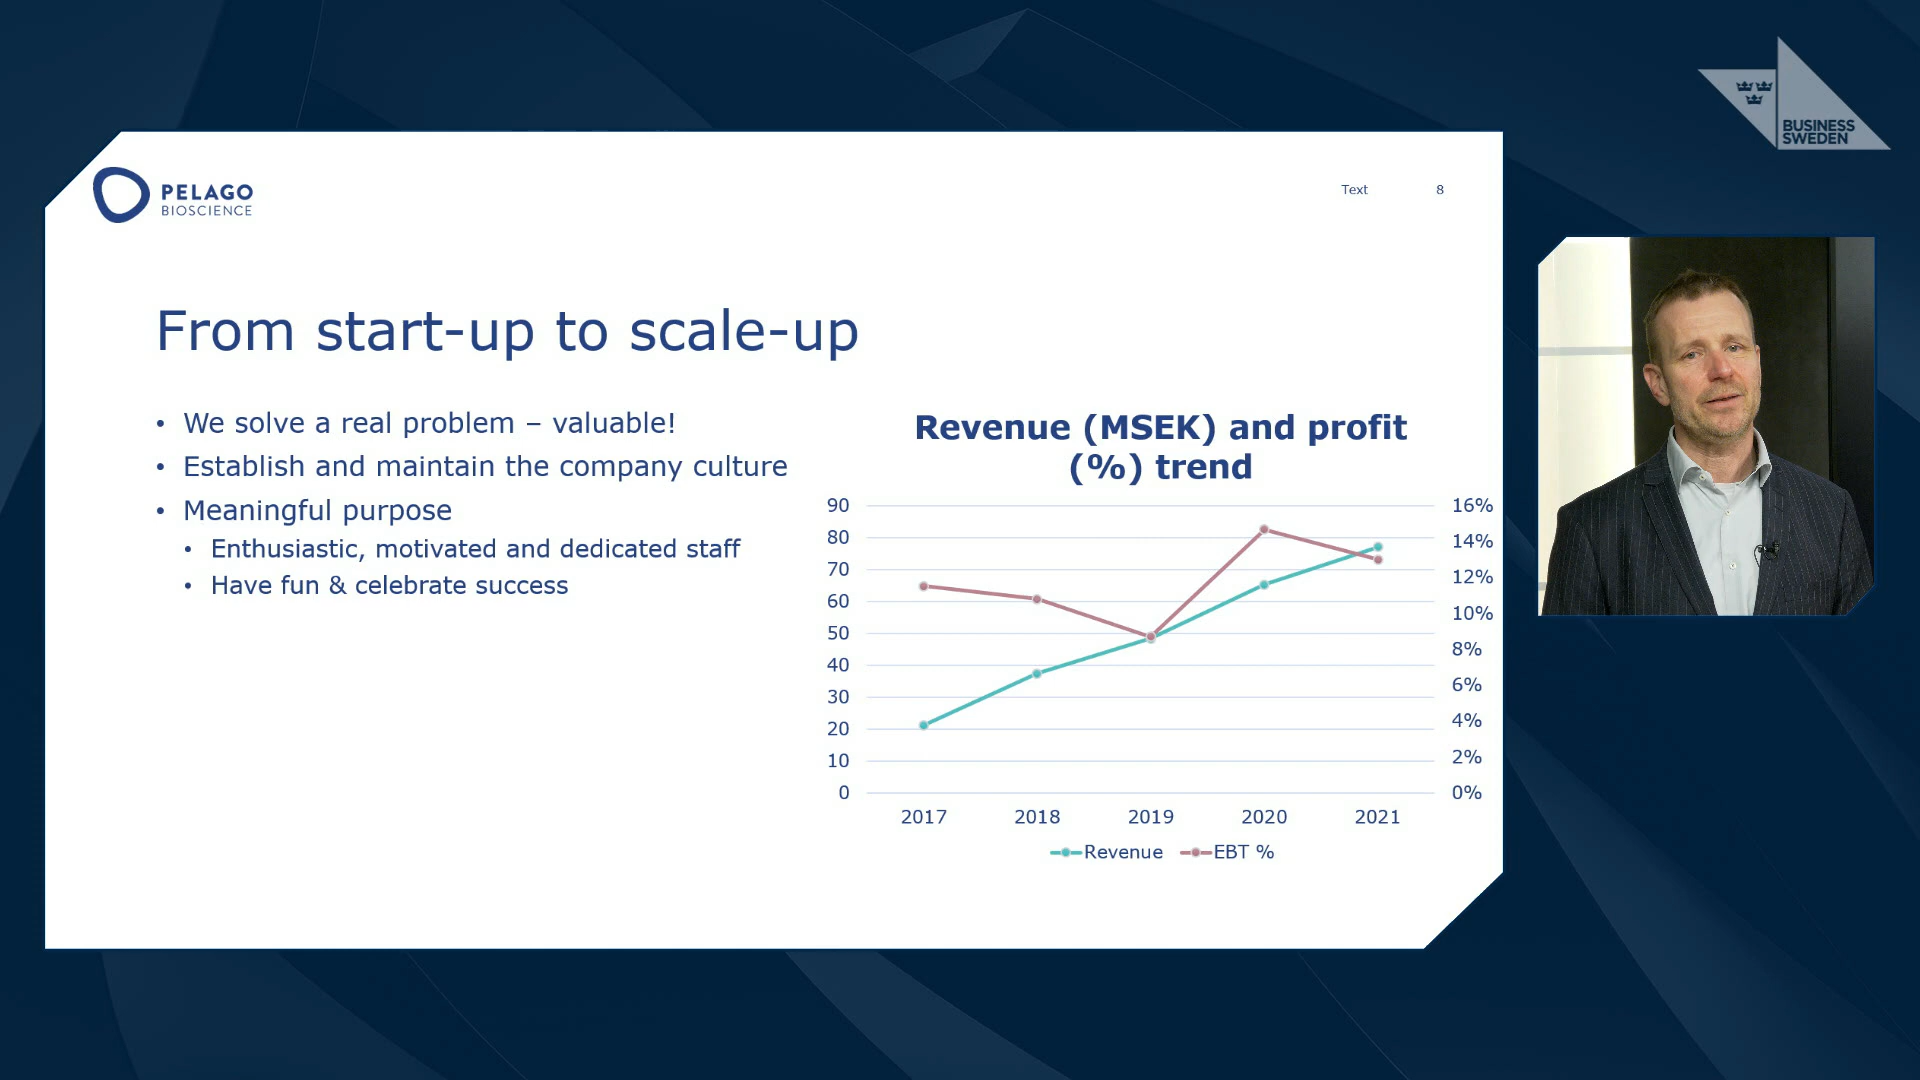 BUSINESS
SWEDEN
PELAGO
BIOSCIENCE
Text 8
From start-up to scale-up
• We solve a real problem – valuable!
• Establish and maintain the company culture
• Meaningful purpose
• Enthusiastic, motivated and dedicated staff
• Have fun & celebrate success
Revenue (MSEK) and profit
(%) trend
90
80
70
60
50
40
30
20
10
0
16%
14%
12%
10%
8%
6%
4%
2%
0%
2017 2018 2019 2020 2021
Revenue EBT %